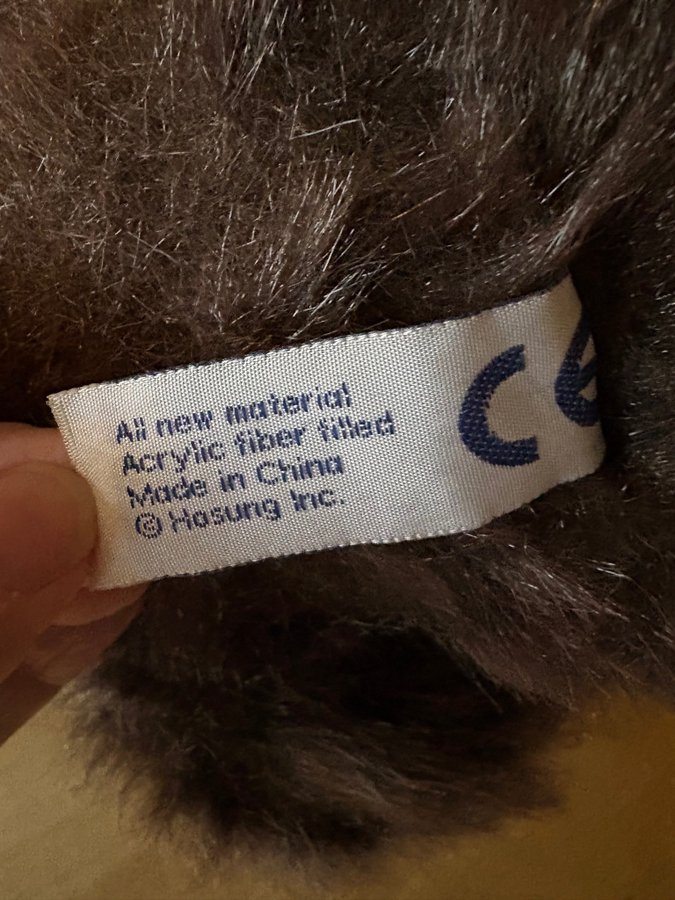 All new material
Acrylic fiber filled
Made in China
© Hosung Inc.
CE